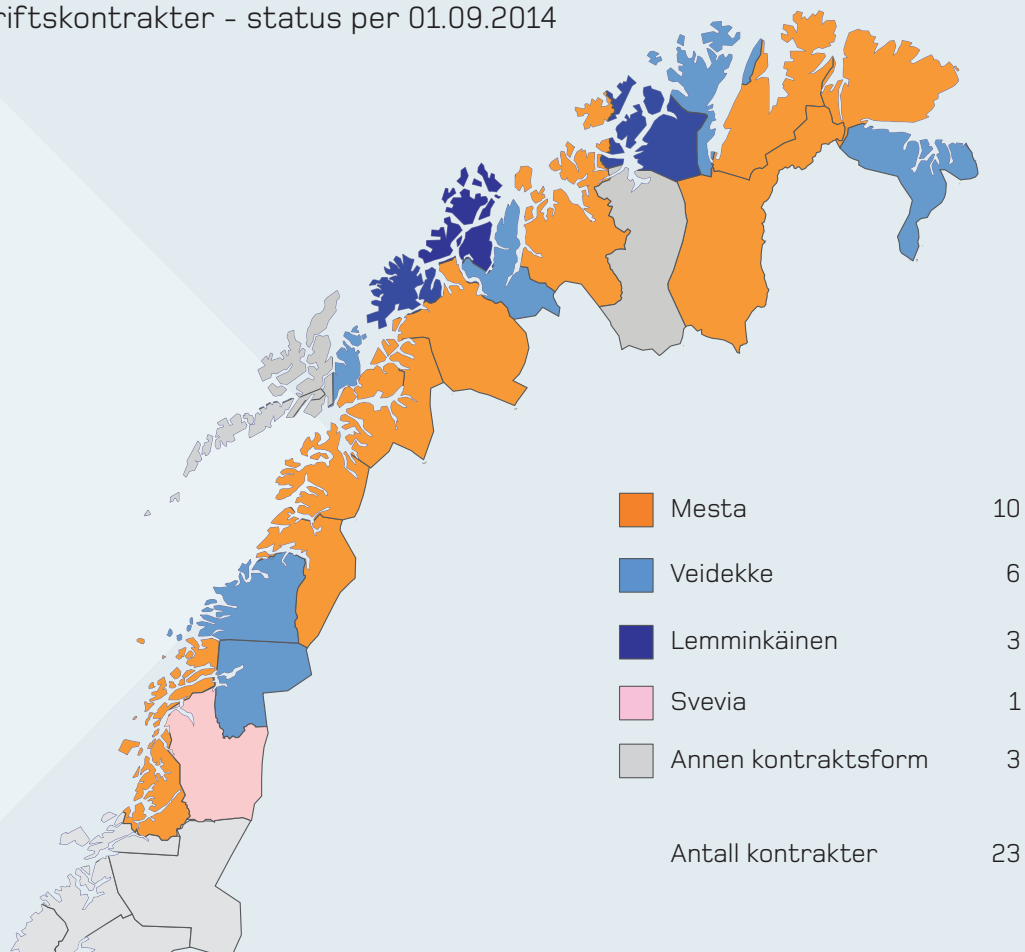 riftskontrakter - status per 01.09.2014
Mesta 10
Veidekke 6
Lemminkäinen 3
Svevia 1
Annen kontraktsform 3
Antall kontrakter 23